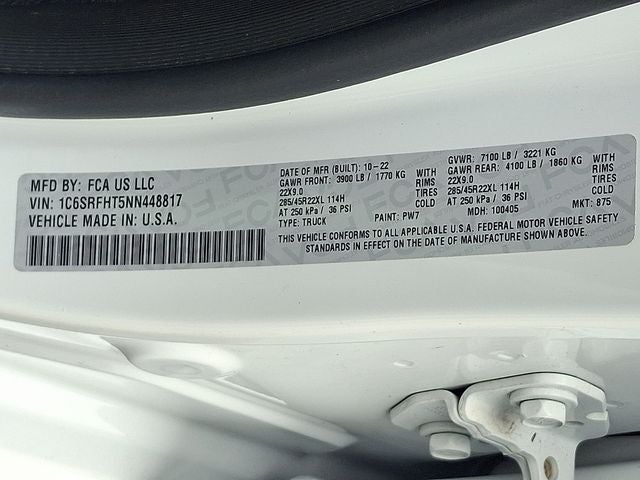 MFD BY: FCA US LLC
VIN: 1C6SRFHT5NN448817
VEHICLE MADE IN U.S.A.
DATE OF MFR (BUILT): 10-22
GAWR FRONT: 3900 LB / 1770 KG WITH
22X9.0 RIMS
285/45R22XL 114H TIRES
AT 250 kPa / 36 PSI COLD
TYPE: TRUCK PAINT: PW7
GVWR: 7100 LB / 3221 KG
GAWR REAR: 4100 LB / 1860 KG WITH
22X9.0 RIMS
285/45R22XL 114H TIRES
AT 250 kPa / 36 PSI COLD
MDH: 100405 MKT: 875
THIS VEHICLE CONFORMS TO ALL APPLICABLE U.S.A. FEDERAL MOTOR VEHICLE SAFETY
STANDARDS IN EFFECT ON THE DATE OF MANUFACTURE SHOWN ABOVE.